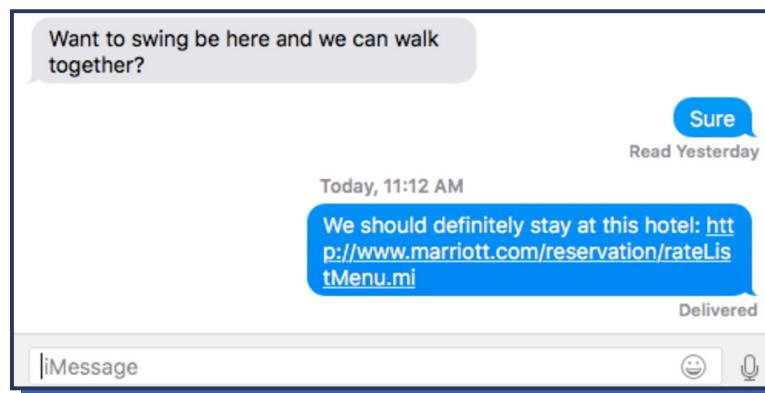 Want to swing be here and we can walk
together?
Sure
Read Yesterday
Today, 11:12 AM
We should definitely stay at this hotel: htt
p://www.marriott.com/reservation/rateLis
tMenu.mi
Delivered
iMessage